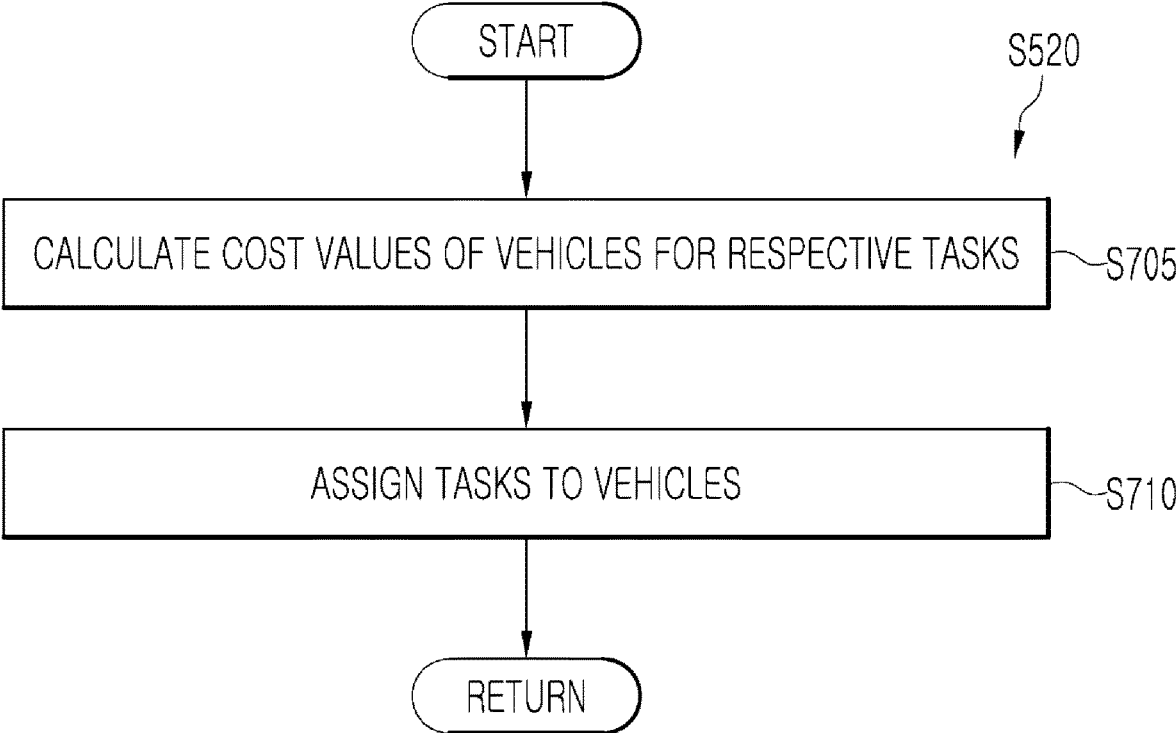 START
S520
CALCULATE COST VALUES OF VEHICLES FOR RESPECTIVE TASKS
S705
ASSIGN TASKS TO VEHICLES
S710
RETURN